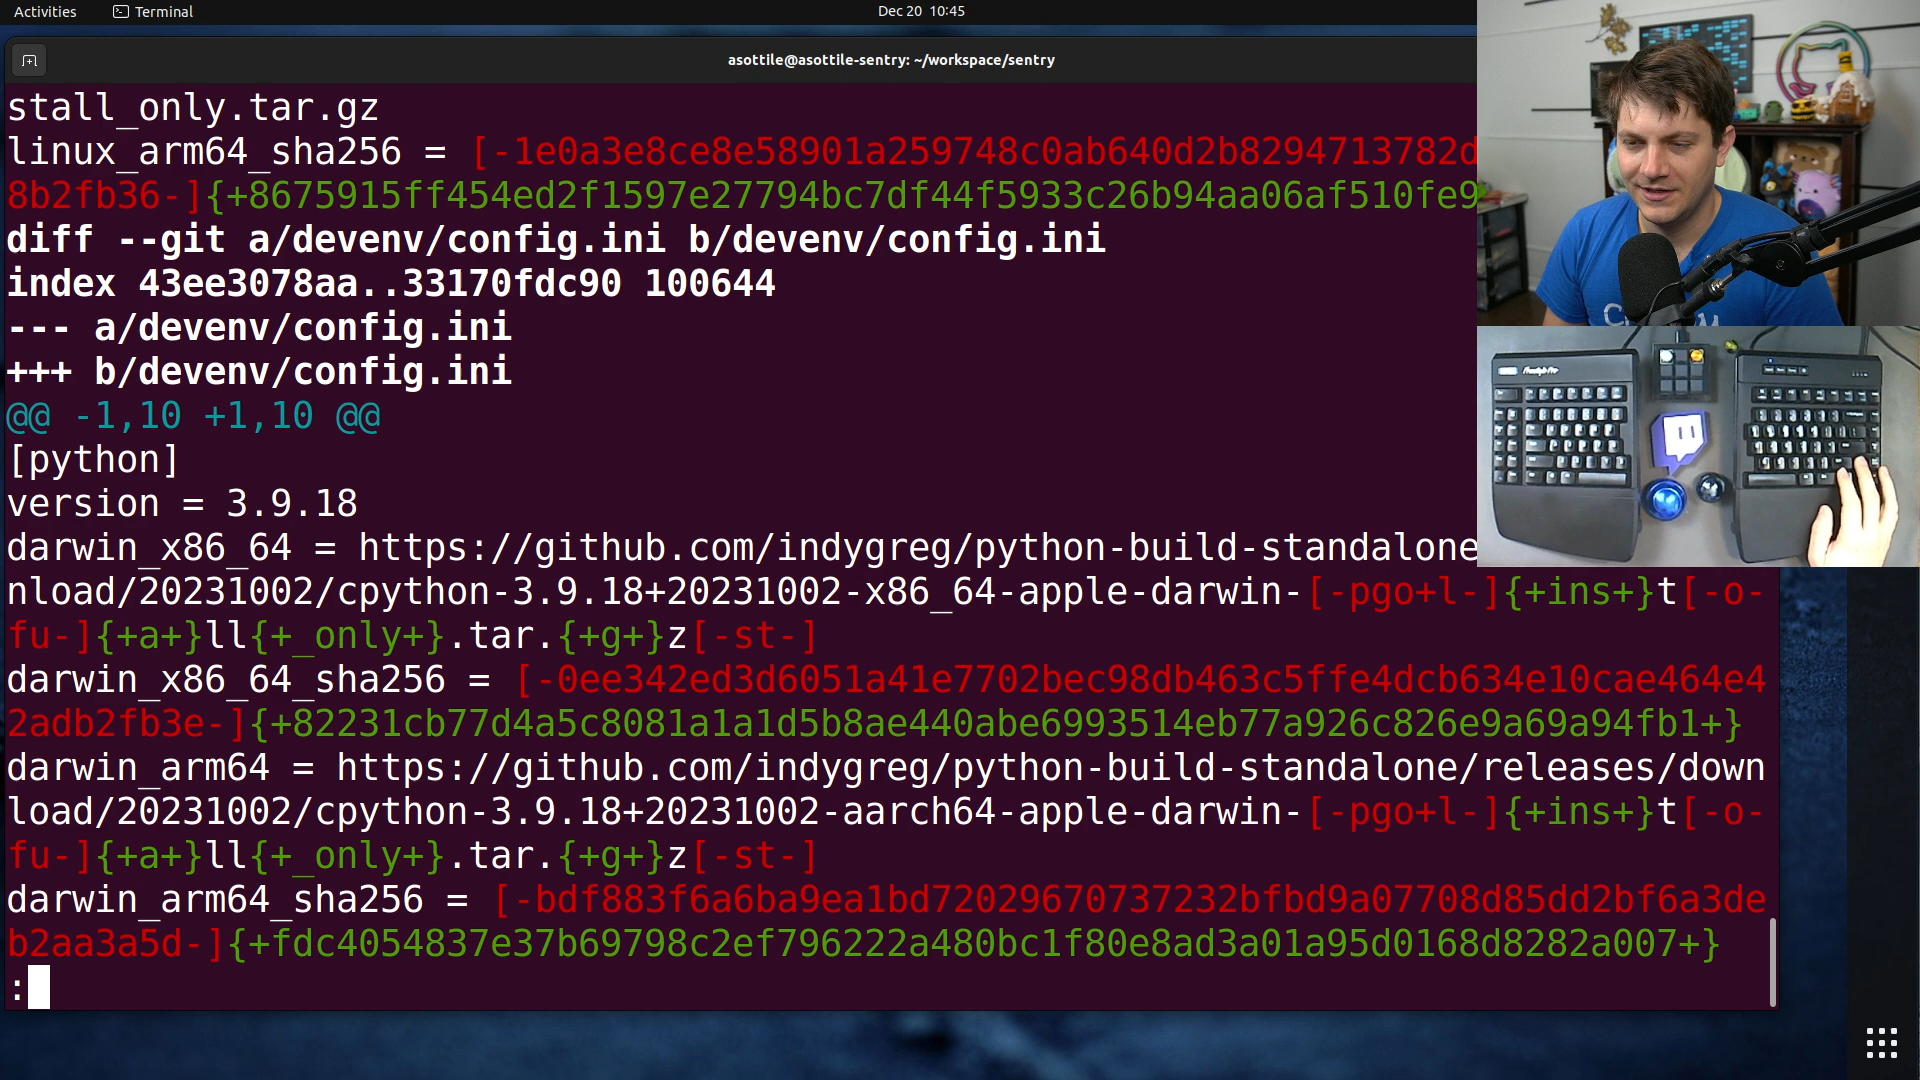 Activities
Terminal
Dec 20 10:45
asottile@asottile-sentry: ~/workspace/sentry
stall_only.tar.gz
linux_arm64_sha256 = [-1e0a3e8ce8e58901a259748c0ab640d2b8294713782d
8b2fb36-]{+8675915ff454ed2f1597e27794bc7df44f5933c26b94aa06af510fe9
diff --git a/devenv/config.ini b/devenv/config.ini
index 43ee3078aa..33170fdc90 100644
--- a/devenv/config.ini
+++ b/devenv/config.ini
@@ -1,10 +1,10 @@
[python]
version = 3.9.18
darwin_x86_64 = https://github.com/indygreg/python-build-standalone
nload/20231002/cpython-3.9.18+20231002-x86_64-apple-darwin-[-pgo+l-]{+ins+}t[-o-
fu-]{+a+}ll{+_only+}.tar.{+g+}z[-st-]
darwin_x86_64_sha256 = [-0ee342ed3d6051a41e7702bec98db463c5ffe4dcb634e10cae464e4
2adb2fb3e-]{+82231cb77d4a5c8081a1a1d5b8ae440abe6993514eb77a926c826e9a69a94fb1+}
darwin_arm64 = https://github.com/indygreg/python-build-standalone/releases/down
load/20231002/cpython-3.9.18+20231002-aarch64-apple-darwin-[-pgo+l-]{+ins+}t[-o-
fu-]{+a+}ll{+_only+}.tar.{+g+}z[-st-]
darwin_arm64_sha256 = [-bdf883f6a6ba9ea1bd72029670737232bfbd9a07708d85dd2bf6a3de
b2aa3a5d-]{+fdc4054837e37b69798c2ef796222a480bc1f80e8ad3a01a95d0168d8282a007+}
: